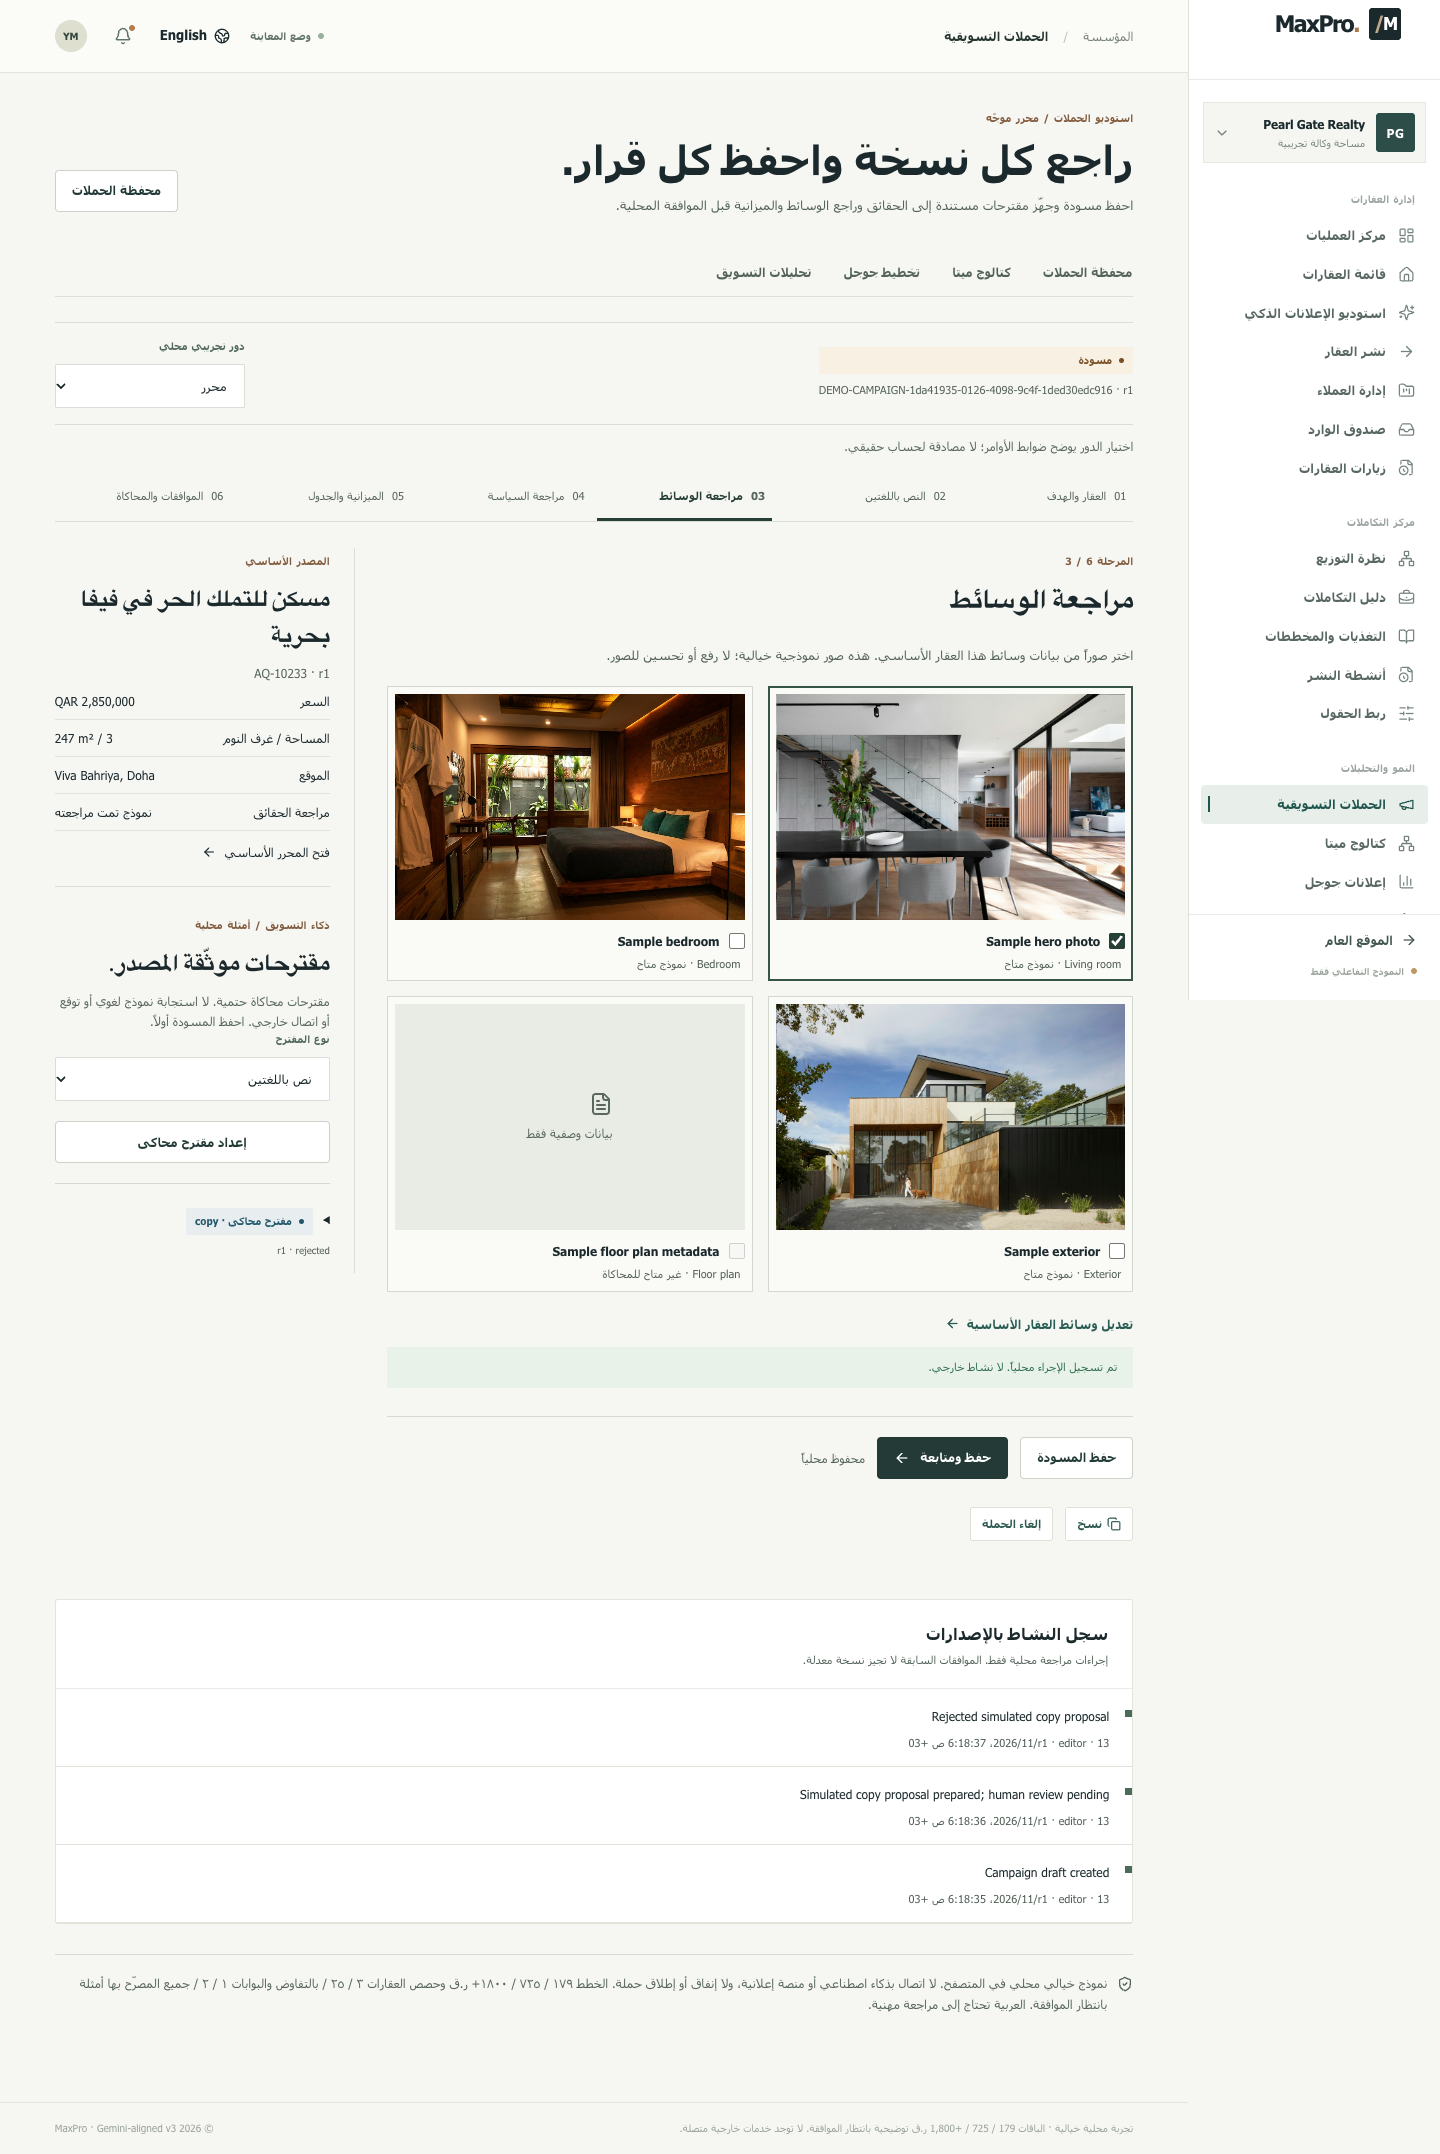 MaxPro. /M
Pearl Gate Realty
PG
مساحة وكالة تجريبية
إدارة العقارات
مركز العمليات
قائمة العقارات
استوديو الإعلانات الذكي
نشر العقار
إدارة العملاء
صندوق الوارد
زيارات العقارات
مركز التكاملات
نظرة التوزيع
دليل التكاملات
التغذيات والمخططات
أنشطة النشر
ربط الحقول
النمو والتحليلات
الحملات التسويقية
كتالوج ميتا
إعلانات جوجل
الموقع العام
النموذج التفاعلي فقط
المؤسسة / الحملات التسويقية
وضع المعاينة
English
YM
استوديو الحملات / محرر موجّه
راجع كل نسخة واحفظ كل قرار.
احفظ مسودة وجهّز مقترحات مستندة إلى الحقائق وراجع الوسائط والميزانية قبل الموافقة المحلية.
محفظة الحملات
محفظة الحملات
كتالوج ميتا
تخطيط جوجل
تحليلات التسويق
مسودة
DEMO-CAMPAIGN-1da41935-0126-4098-9c4f-1ded30edc916 · r1
دور تجريبي محلي
محرر
اختيار الدور يوضح ضوابط الأوامر؛ لا مصادقة لحساب حقيقي.
01 العقار والهدف
02 النص باللغتين
03 مراجعة الوسائط
04 مراجعة السياسة
05 الميزانية والجدول
06 الموافقات والمحاكاة
المرحلة 6 / 3
مراجعة الوسائط
اختر صوراً من بيانات وسائط هذا العقار الأساسي. هذه صور نموذجية خيالية؛ لا رفع أو تحسين للصور.
Sample hero photo
Living room · نموذج متاح
Sample bedroom
Bedroom · نموذج متاح
Sample exterior
Exterior · نموذج متاح
بيانات وصفية فقط
Sample floor plan metadata
Floor plan · غير متاح للمحاكاة
تعديل وسائط العقار الأساسية
تم تسجيل الإجراء محلياً. لا نشاط خارجي.
حفظ المسودة
حفظ ومتابعة
محفوظ محلياً
نسخ
إلغاء الحملة
المصدر الأساسي
مسكن للتملك الحر في فيفا
بحرية
AQ-10233 · r1
السعر
QAR 2,850,000
المساحة / غرف النوم
247 m² / 3
الموقع
Viva Bahriya, Doha
مراجعة الحقائق
نموذج تمت مراجعته
فتح المحرر الأساسي
ذكاء التسويق / أمثلة محلية
مقترحات موثّقة المصدر.
مقترحات محاكاة حتمية. لا استجابة نموذج لغوي أو توقع
أو اتصال خارجي. احفظ المسودة أولاً.
نوع المقترح
نص باللغتين
إعداد مقترح محاكى
مقترح محاكى · copy
r1 · rejected
سجل النشاط بالإصدارات
إجراءات مراجعة محلية فقط. الموافقات السابقة لا تجيز نسخة معدلة.
Rejected simulated copy proposal
r1 · editor · 13/2026/11، 6:18:37 ص +03
Simulated copy proposal prepared; human review pending
r1 · editor · 13/2026/11، 6:18:36 ص +03
Campaign draft created
r1 · editor · 13/2026/11، 6:18:35 ص +03
نموذج خيالي محلي في المتصفح. لا اتصال بذكاء اصطناعي أو منصة إعلانية، ولا إنفاق أو إطلاق حملة. الخطط ١٧٩ / ٧٢٥ / ١٨٠٠+ ر.ق وحصص العقارات ٣ / ٢٥ / بالتفاوض والبوابات ١ / ٢ / جميع المصرّح بها أمثلة
بانتظار الموافقة. العربية تحتاج إلى مراجعة مهنية.
تجربة محلية خيالية · الباقات 179 / 725 / +1,800 ر.ق توضيحية بانتظار الموافقة. لا توجد خدمات خارجية متصلة.
MaxPro · Gemini-aligned v3 2026 ©